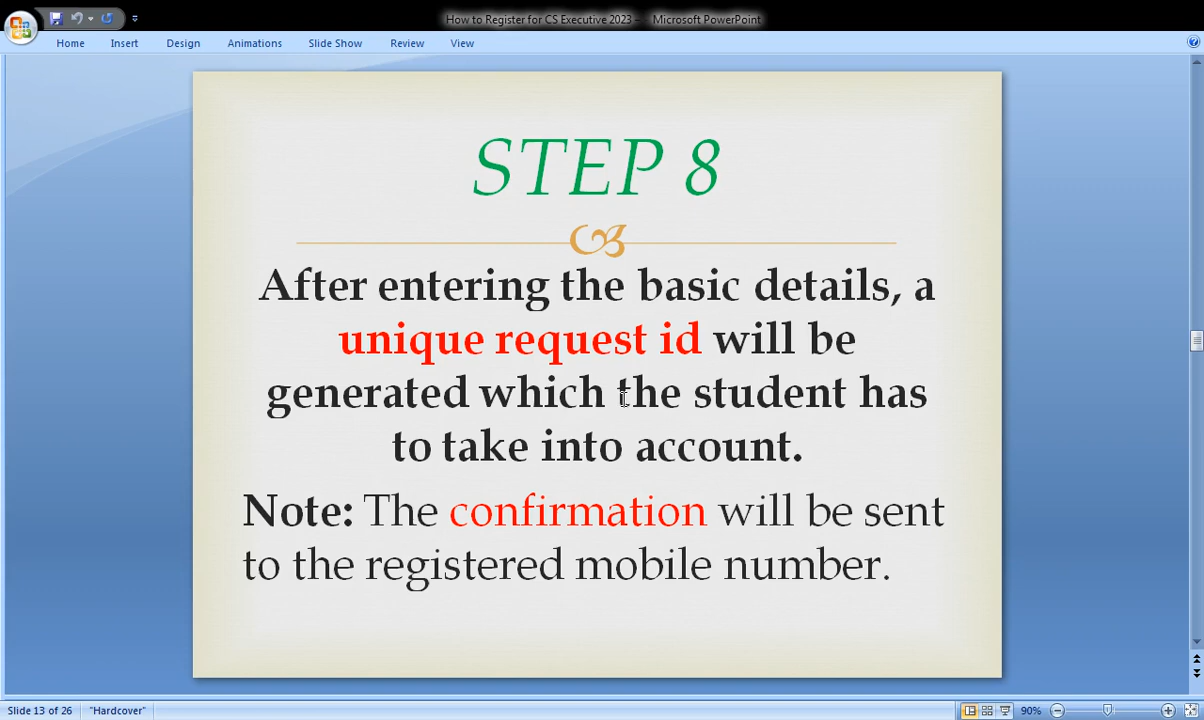 How to Register for CS Executive 2023 - Microsoft PowerPoint
Home Insert Design Animations Slide Show Review View
STEP 8
After entering the basic details, a
unique request id will be
generated which the student has
to take into account.
Note: The confirmation will be sent
to the registered mobile number.
Slide 13 of 26 "Hardcover" 90%